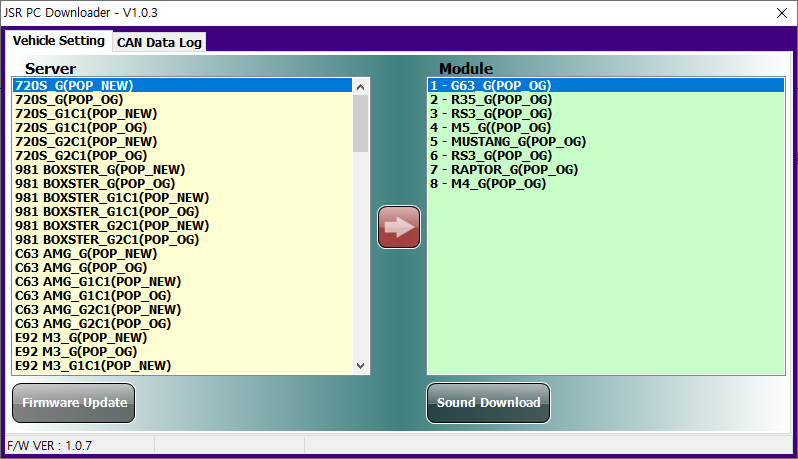 JSR PC Downloader - V1.0.3
Vehicle Setting
CAN Data Log
Server
720S_G(POP_NEW)
720S_G(POP_OG)
720S_G1C1(POP_NEW)
720S_G1C1(POP_OG)
720S_G2C1(POP_NEW)
720S_G2C1(POP_OG)
981 BOXSTER_G(POP_NEW)
981 BOXSTER_G(POP_OG)
981 BOXSTER_G1C1(POP_NEW)
981 BOXSTER_G1C1(POP_OG)
981 BOXSTER_G2C1(POP_NEW)
981 BOXSTER_G2C1(POP_OG)
C63 AMG_G(POP_NEW)
C63 AMG_G(POP_OG)
C63 AMG_G1C1(POP_NEW)
C63 AMG_G1C1(POP_OG)
C63 AMG_G2C1(POP_NEW)
C63 AMG_G2C1(POP_OG)
E92 M3_G(POP_NEW)
E92 M3_G(POP_OG)
E92 M3_G1C1(POP_NEW)
Module
1 - G63_G(POP_OG)
2 - R35_G(POP_OG)
3 - RS3_G(POP_OG)
4 - M5_G((POP_OG)
5 - MUSTANG_G(POP_OG)
6 - RS3_G(POP_OG)
7 - RAPTOR_G(POP_OG)
8 - M4_G(POP_OG)
Firmware Update
Sound Download
F/W VER : 1.0.7